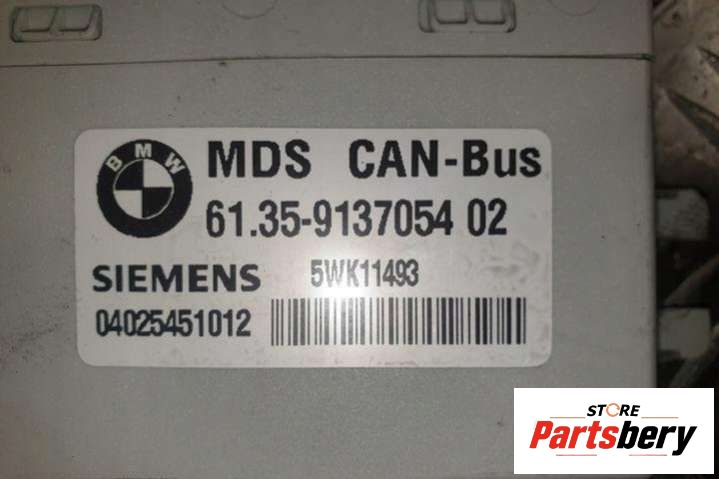 BMW
MDS CAN-Bus
61.35-9137054 02
SIEMENS 5WK11493
04025451012
STORE
Partsbery